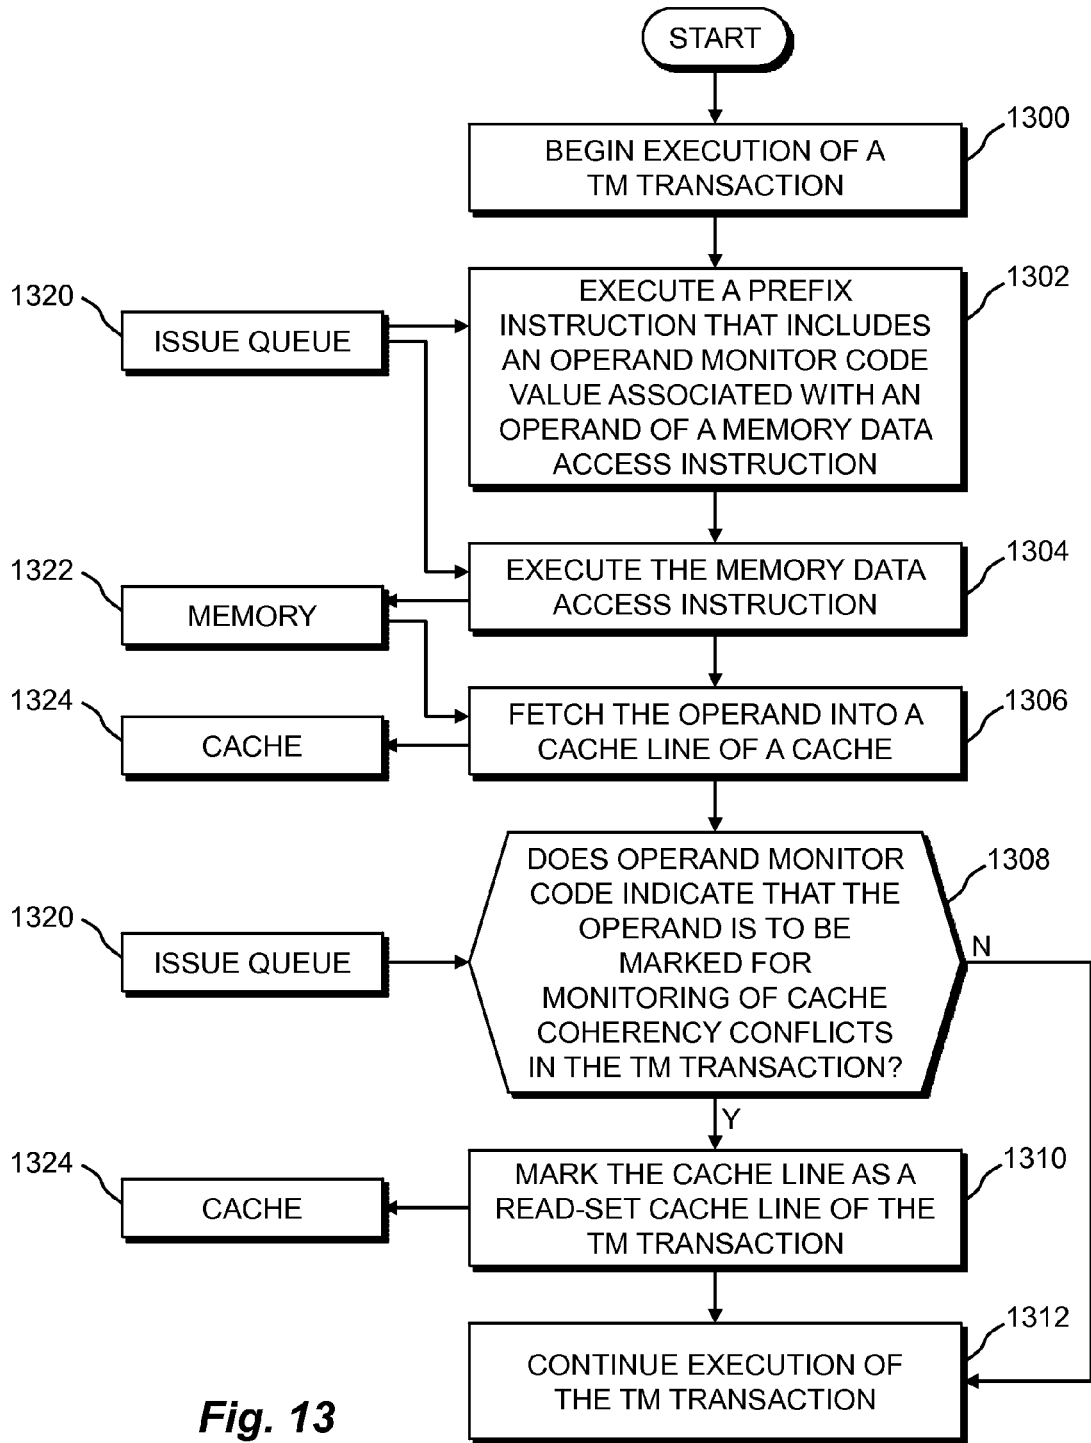 START
1300
BEGIN EXECUTION OF A
TM TRANSACTION
1302
EXECUTE A PREFIX
INSTRUCTION THAT INCLUDES
AN OPERAND MONITOR CODE
VALUE ASSOCIATED WITH AN
OPERAND OF A MEMORY DATA
ACCESS INSTRUCTION
1320
ISSUE QUEUE
1304
EXECUTE THE MEMORY DATA
ACCESS INSTRUCTION
1322
MEMORY
1306
FETCH THE OPERAND INTO A
CACHE LINE OF A CACHE
1324
CACHE
1308
DOES OPERAND MONITOR
CODE INDICATE THAT THE
OPERAND IS TO BE
MARKED FOR
MONITORING OF CACHE
COHERENCY CONFLICTS
IN THE TM TRANSACTION?
N
1320
ISSUE QUEUE
Y
1310
MARK THE CACHE LINE AS A
READ-SET CACHE LINE OF THE
TM TRANSACTION
1324
CACHE
1312
CONTINUE EXECUTION OF
THE TM TRANSACTION
Fig. 13